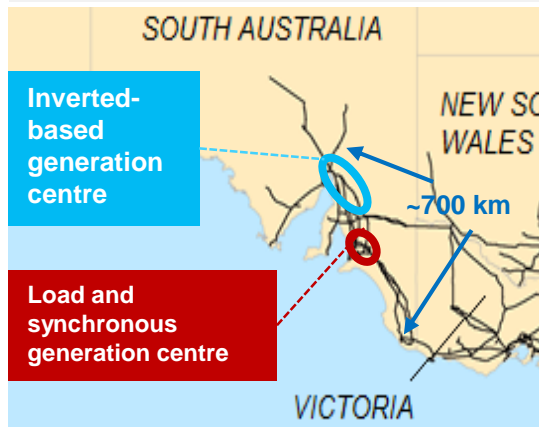 SOUTH AUSTRALIA
Inverted-
based
generation
centre
NEW SO
WALES
~700 km
Load and
synchronous
generation centre
VICTORIA